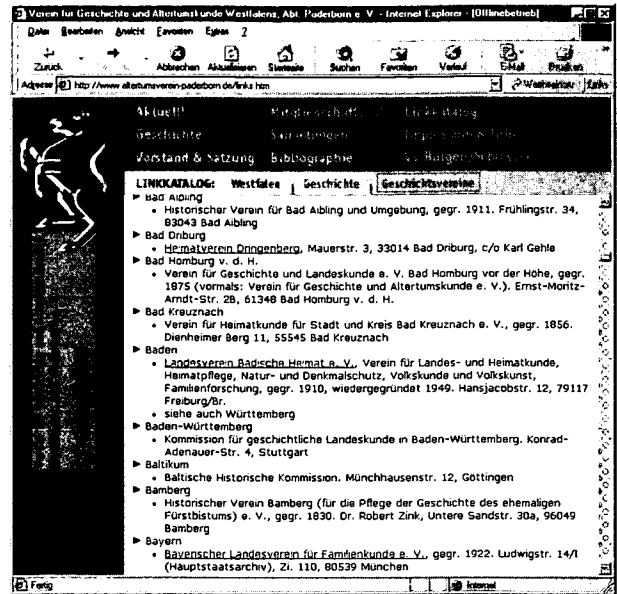 Verein für Geschichte und Altertumskunde Westfalens, Abt. Paderborn e. V. - Internet Explorer - [Offlinebetrieb]
Datei Bearbeiten Ansicht Favoriten Extras ?
Zurück Abbrechen Aktualisieren Startseite Suchen Favoriten Verlauf E-Mail Drucken
Adresse http://www.altertumsverein-paderborn.de/links.htm Links
Aktuell Linkkatalog
Geschichte Sammlungen
Vorstand & Satzung Bibliographie
LINKKATALOG: Westfalen Geschichte Geschichtsvereine
► Bad Aibling
• Historischer Verein für Bad Aibling und Umgebung, gegr. 1911. Frühlingstr. 34,
83043 Bad Aibling
► Bad Driburg
• Heimatverein Dringenberg, Mauerstr. 3, 33014 Bad Driburg, c/o Karl Gehle
► Bad Homburg v. d. H.
• Verein für Geschichte und Landeskunde e. V. Bad Homburg vor der Höhe, gegr.
1875 (vormals: Verein für Geschichte und Altertumskunde e. V.). Ernst-Moritz-
Arndt-Str. 2B, 61348 Bad Homburg v. d. H.
► Bad Kreuznach
• Verein für Heimatkunde für Stadt und Kreis Bad Kreuznach e. V., gegr. 1856.
Dienheimer Berg 11, 55545 Bad Kreuznach
► Baden
• Landesverein Badische Heimat e. V., Verein für Landes- und Heimatkunde,
Heimatpflege, Natur- und Denkmalschutz, Volkskunde und Volkskunst,
Familienforschung, gegr. 1910, wiedergegründet 1949. Hansjacobstr. 12, 79117
Freiburg/Br.
• siehe auch Württemberg
► Baden-Württemberg
• Kommission für geschichtliche Landeskunde in Baden-Württemberg. Konrad-
Adenauer-Str. 4, Stuttgart
► Baltikum
• Baltische Historische Kommission. Münchhausenstr. 12, Göttingen
► Bamberg
• Historischer Verein Bamberg (für die Pflege der Geschichte des ehemaligen
Fürstbistums) e. V., gegr. 1830. Dr. Robert Zink, Untere Sandstr. 30a, 96049
Bamberg
► Bayern
• Bayerischer Landesverein für Familienkunde e. V., gegr. 1922. Ludwigstr. 14/I
(Hauptstaatsarchiv), Zi. 110, 80539 München
Fertig Internet